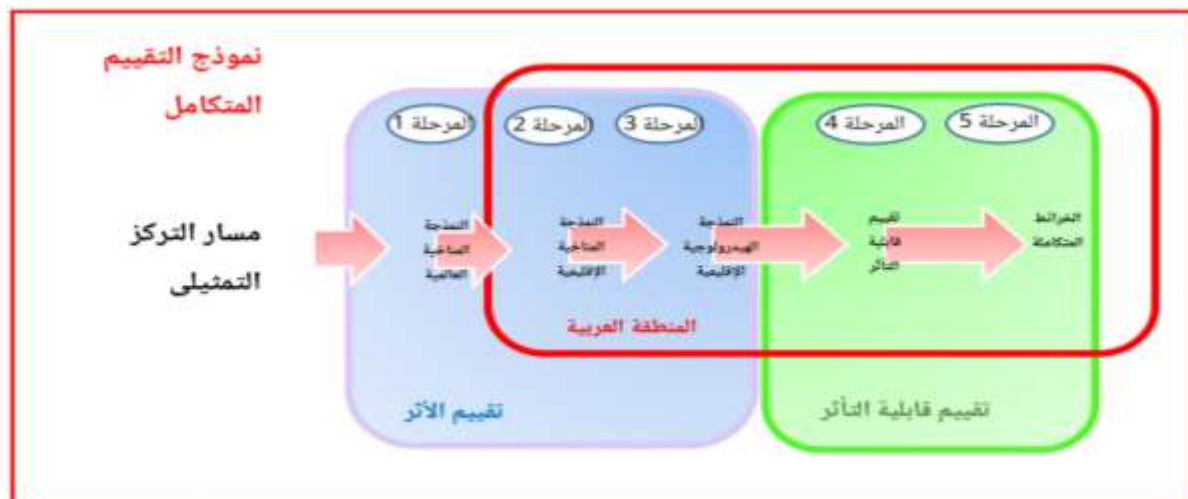 نموذج التقييم
المتكامل
المرحلة 1
المرحلة 2
المرحلة 3
المرحلة 4
المرحلة 5
مسار التركز
التمثيلى
النمذجة
المناخية
العالمية
النمذجة
المناخية
الإقليمية
النمذجة
الهيدرولوجية
الإقليمية
تقييم
قابلية
التأثر
الخرائط
المتكاملة
المنطقة العربية
تقييم الأثر
تقييم قابلية التأثر